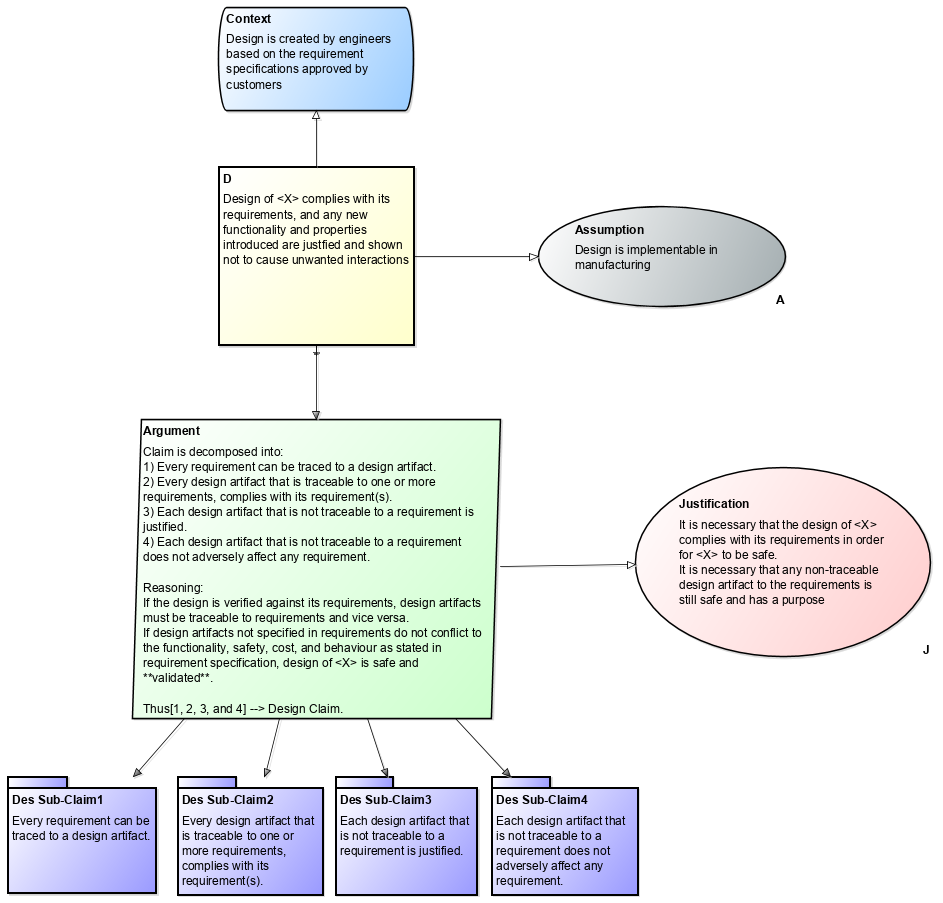 Context
Design is created by engineers
based on the requirement
specifications approved by
customers
D
Design of <X> complies with its
requirements, and any new
functionality and properties
introduced are justfied and shown
not to cause unwanted interactions
Assumption
Design is implementable in
manufacturing
A
Argument
Claim is decomposed into:
1) Every requirement can be traced to a design artifact.
2) Every design artifact that is traceable to one or more
requirements, complies with its requirement(s).
3) Each design artifact that is not traceable to a requirement is
justified.
4) Each design artifact that is not traceable to a requirement
does not adversely affect any requirement.
Reasoning:
If the design is verified against its requirements, design artifacts
must be traceable to requirements and vice versa.
If design artifacts not specified in requirements do not conflict to
the functionality, safety, cost, and behaviour as stated in
requirement specification, design of <X> is safe and
**validated**.
Thus[1, 2, 3, and 4] --> Design Claim.
Justification
It is necessary that the design of <X>
complies with its requirements in order
for <X> to be safe.
It is necessary that any non-traceable
design artifact to the requirements is
still safe and has a purpose
J
Des Sub-Claim1
Every requirement can be
traced to a design artifact.
Des Sub-Claim2
Every design artifact that
is traceable to one or
more requirements,
complies with its
requirement(s).
Des Sub-Claim3
Each design artifact that
is not traceable to a
requirement is justified.
Des Sub-Claim4
Each design artifact that
is not traceable to a
requirement does not
adversely affect any
requirement.